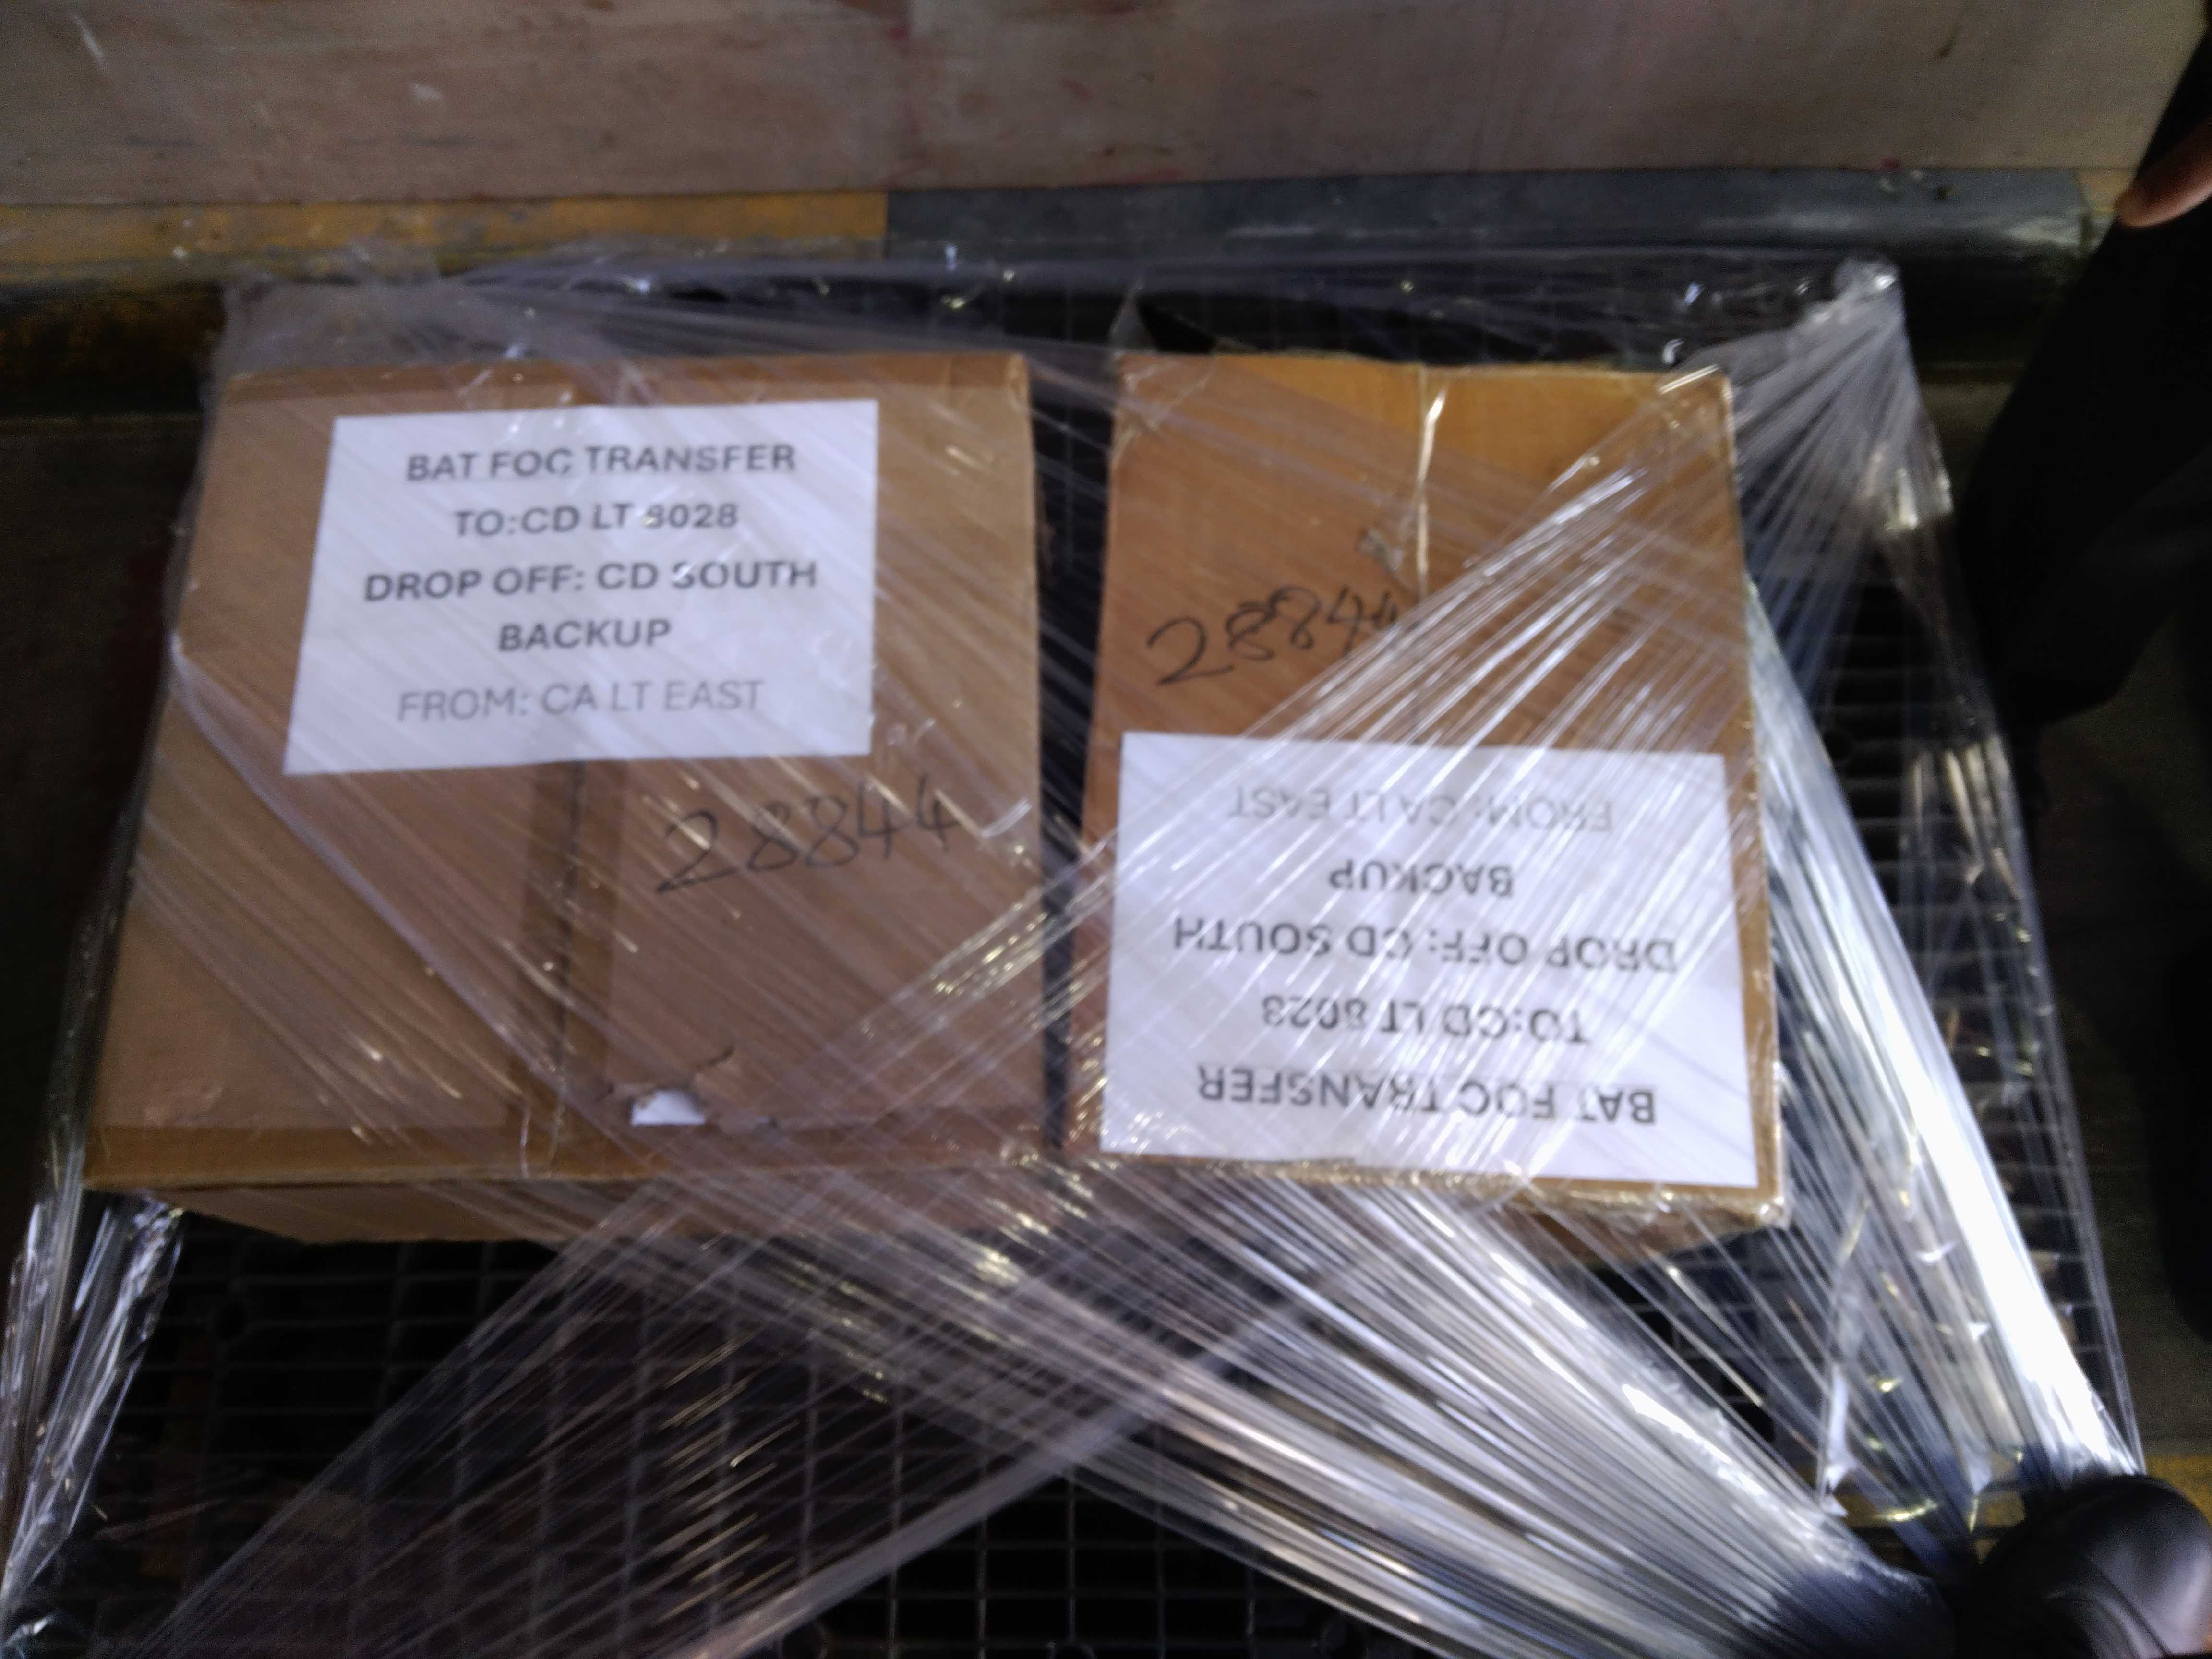 BAT FOC TRANSFER
TO:CD LT 8028
DROP OFF: CD SOUTH
BACKUP
FROM: CA LT EAST
28844
28844
BAT FOC TRANSFER
TO:CD LT 8028
DROP OFF: CD SOUTH
BACKUP
FROM: CA LT EAST